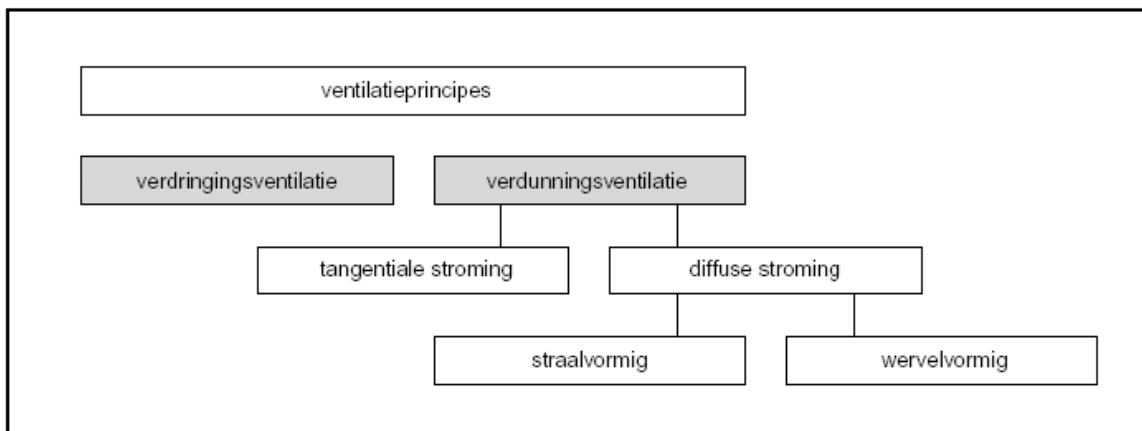 ventilatieprincipes
verdringingsventilatie
verdunningsventilatie
tangentiale stroming
diffuse stroming
straalvormig
wervelvormig